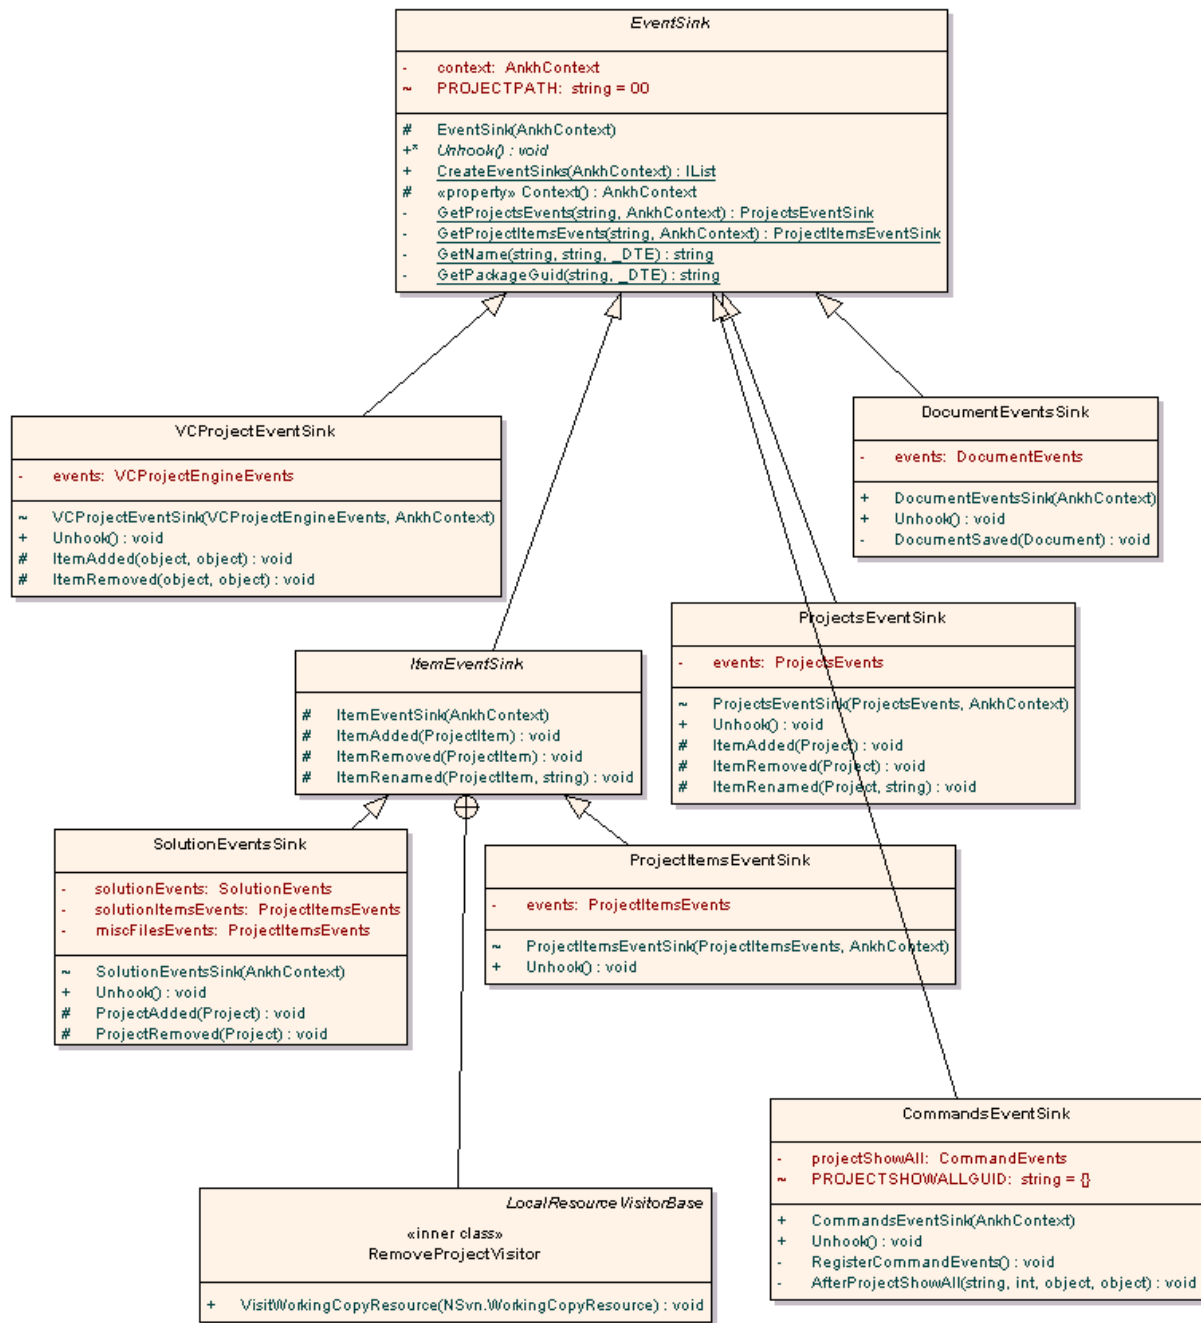 EventSink
- context: AnkhContext
~ PROJECTPATH: string = 00
# EventSink(AnkhContext)
+* Unhook() : void
+ CreateEventSinks(AnkhContext) : IList
# «property» Context() : AnkhContext
- GetProjectsEvents(string, AnkhContext) : ProjectsEventSink
- GetProjectItemsEvents(string, AnkhContext) : ProjectItemsEventSink
- GetName(string, string, _DTE) : string
- GetPackageGuid(string, _DTE) : string
VCProjectEventSink
- events: VCProjectEngineEvents
~ VCProjectEventSink(VCProjectEngineEvents, AnkhContext)
+ Unhook() : void
# ItemAdded(object, object) : void
# ItemRemoved(object, object) : void
DocumentEventsSink
- events: DocumentEvents
+ DocumentEventsSink(AnkhContext)
+ Unhook() : void
- DocumentSaved(Document) : void
ItemEventSink
# ItemEventSink(AnkhContext)
# ItemAdded(ProjectItem) : void
# ItemRemoved(ProjectItem) : void
# ItemRenamed(ProjectItem, string) : void
ProjectsEventSink
- events: ProjectsEvents
~ ProjectsEventSink(ProjectsEvents, AnkhContext)
+ Unhook() : void
# ItemAdded(Project) : void
# ItemRemoved(Project) : void
# ItemRenamed(Project, string) : void
SolutionEventsSink
- solutionEvents: SolutionEvents
- solutionItemsEvents: ProjectItemsEvents
- miscFilesEvents: ProjectItemsEvents
~ SolutionEventsSink(AnkhContext)
+ Unhook() : void
# ProjectAdded(Project) : void
# ProjectRemoved(Project) : void
ProjectItemsEventSink
- events: ProjectItemsEvents
~ ProjectItemsEventSink(ProjectItemsEvents, AnkhContext)
+ Unhook() : void
CommandsEventSink
- projectShowAll: CommandEvents
~ PROJECTSHOWALLGUID: string = {}
+ CommandsEventSink(AnkhContext)
+ Unhook() : void
- RegisterCommandEvents() : void
- AfterProjectShowAll(string, int, object, object) : void
LocalResourceVisitorBase
«inner class»
RemoveProjectVisitor
+ VisitWorkingCopyResource(NSvn.WorkingCopyResource) : void